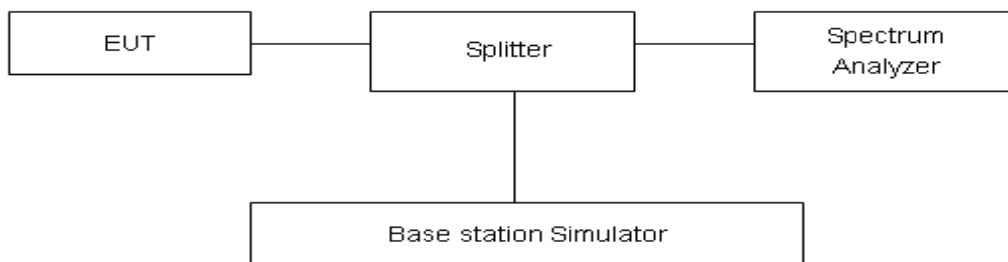 EUT
Splitter
Spectrum
Analyzer
Base station Simulator